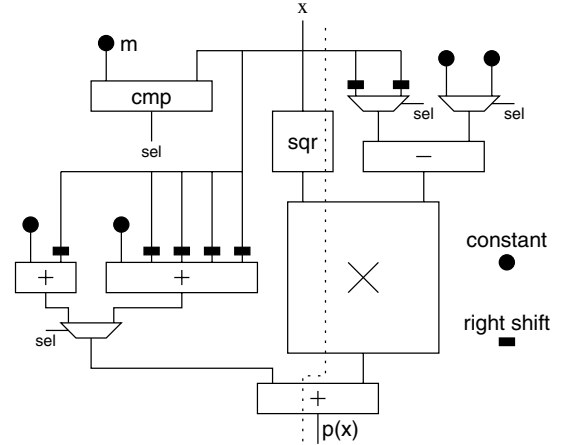 x
m
cmp
sel
sel
sel
sqr
−
+
+
×
constant
right shift
sel
+
p(x)